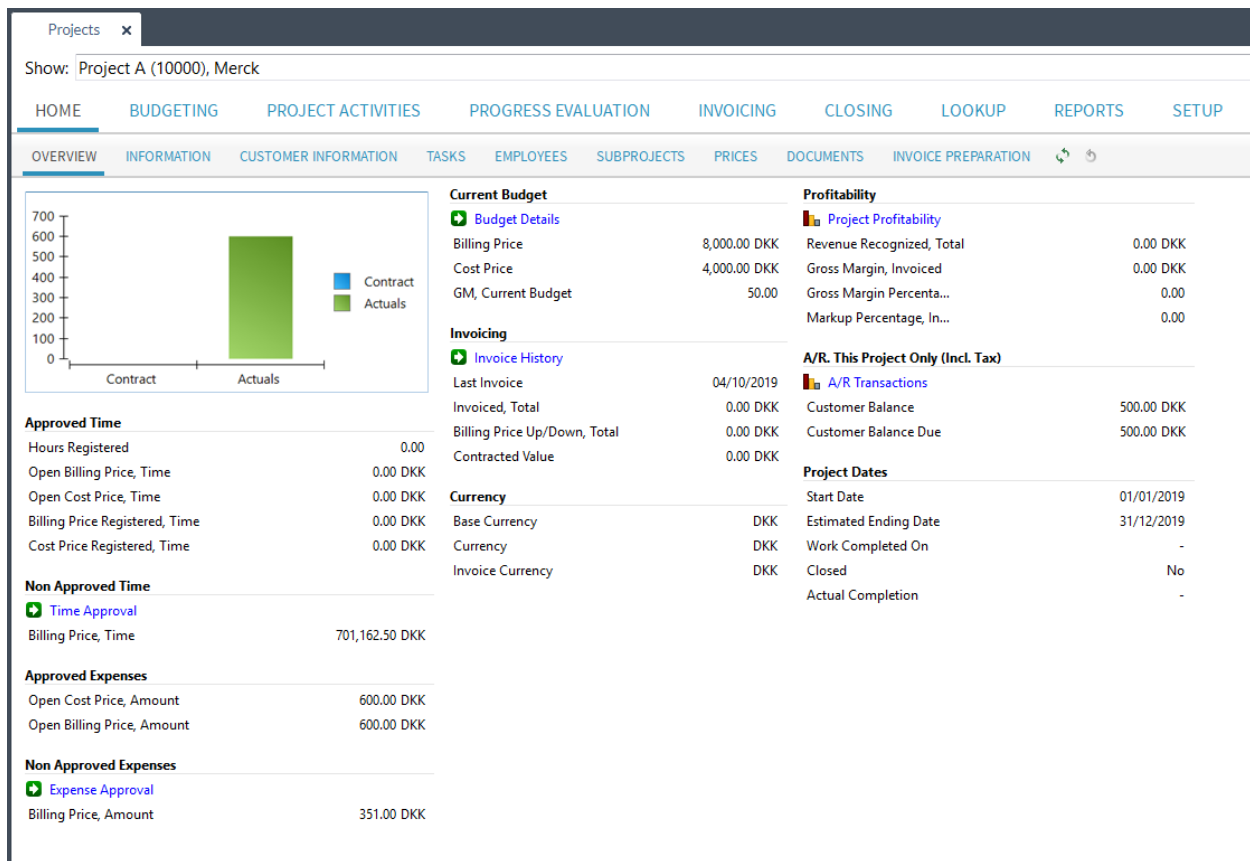 Projects
Show: Project A (10000), Merck
HOME BUDGETING PROJECT ACTIVITIES PROGRESS EVALUATION INVOICING CLOSING LOOKUP REPORTS SETUP
OVERVIEW INFORMATION CUSTOMER INFORMATION TASKS EMPLOYEES SUBPROJECTS PRICES DOCUMENTS INVOICE PREPARATION
700
600
500
400
300
200
100
0
Contract Actuals
Contract
Actuals
Approved Time
Hours Registered 0.00
Open Billing Price, Time 0.00 DKK
Open Cost Price, Time 0.00 DKK
Billing Price Registered, Time 0.00 DKK
Cost Price Registered, Time 0.00 DKK
Non Approved Time
Time Approval
Billing Price, Time 701,162.50 DKK
Approved Expenses
Open Cost Price, Amount 600.00 DKK
Open Billing Price, Amount 600.00 DKK
Non Approved Expenses
Expense Approval
Billing Price, Amount 351.00 DKK
Current Budget
Budget Details
Billing Price 8,000.00 DKK
Cost Price 4,000.00 DKK
GM, Current Budget 50.00
Invoicing
Invoice History
Last Invoice 04/10/2019
Invoiced, Total 0.00 DKK
Billing Price Up/Down, Total 0.00 DKK
Contracted Value 0.00 DKK
Currency
Base Currency DKK
Currency DKK
Invoice Currency DKK
Profitability
Project Profitability
Revenue Recognized, Total 0.00 DKK
Gross Margin, Invoiced 0.00 DKK
Gross Margin Percenta... 0.00
Markup Percentage, In... 0.00
A/R. This Project Only (Incl. Tax)
A/R Transactions
Customer Balance 500.00 DKK
Customer Balance Due 500.00 DKK
Project Dates
Start Date 01/01/2019
Estimated Ending Date 31/12/2019
Work Completed On -
Closed No
Actual Completion -